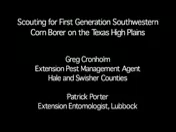 Scouting for First Generation Southwestern
Corn Borer on the Texas High Plains
Greg Cronholm
Extension Pest Management Agent
Hale and Swisher Counties
Patrick Porter
Extension Entomologist, Lubbock